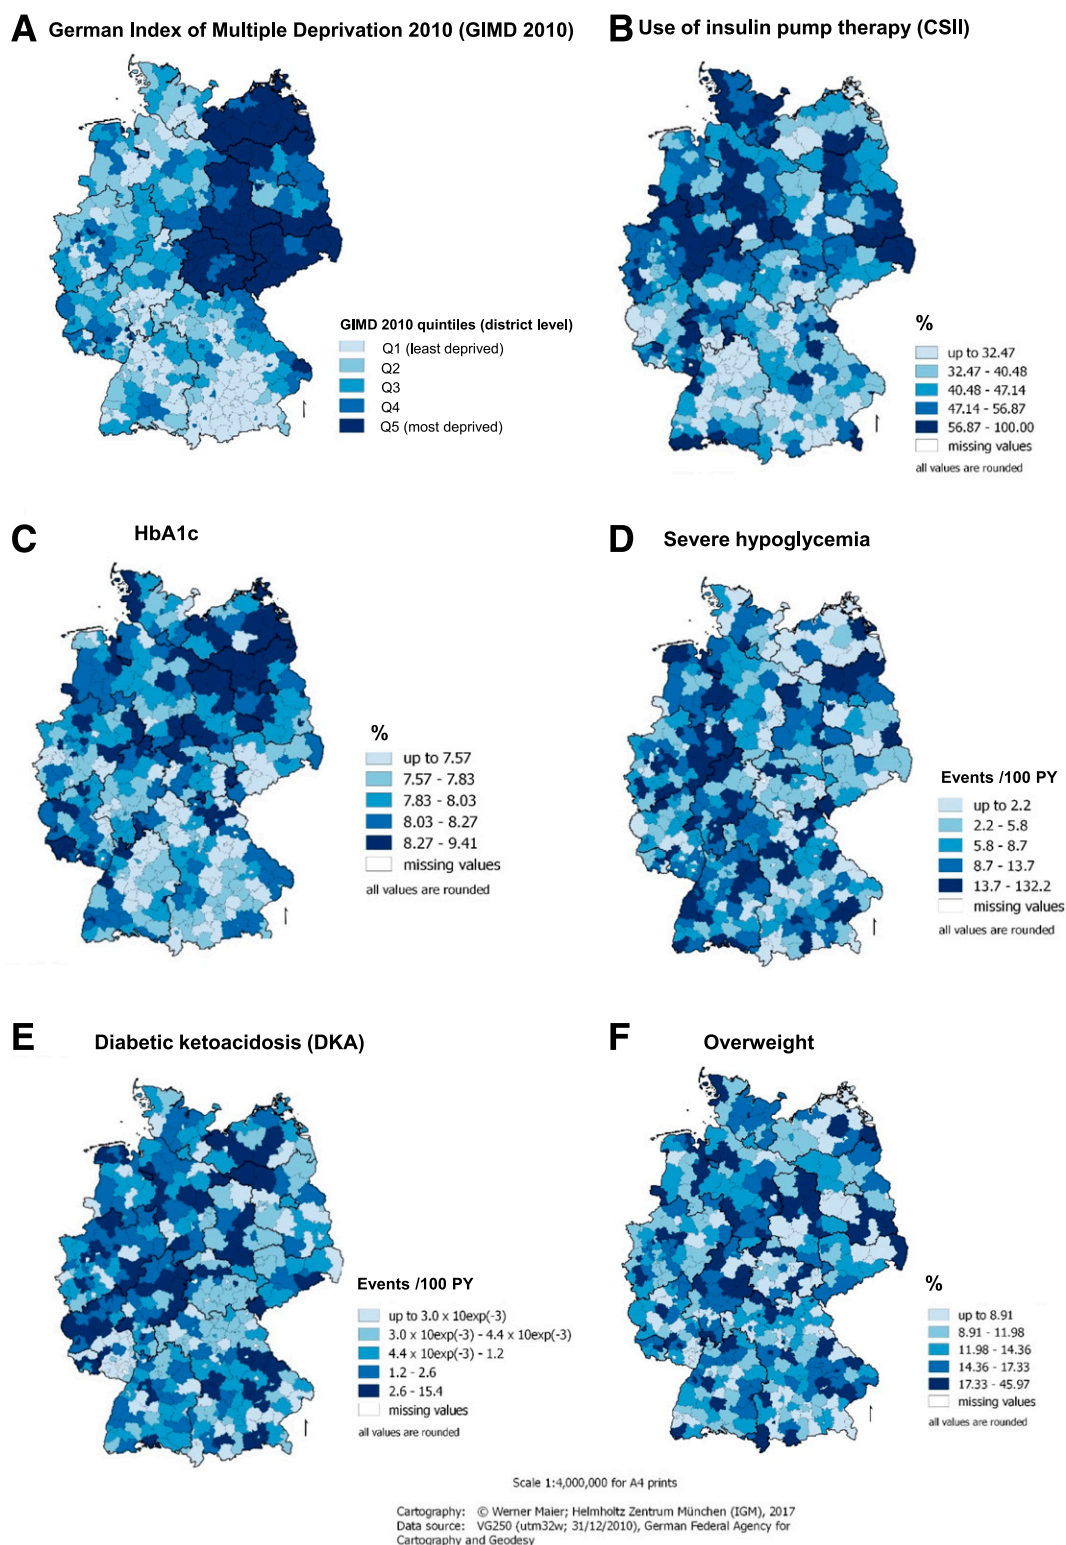 A German Index of Multiple Deprivation 2010 (GIMD 2010)
GIMD 2010 quintiles (district level)
Q1 (least deprived)
Q2
Q3
Q4
Q5 (most deprived)
B Use of insulin pump therapy (CSII)
%
up to 32.47
32.47 - 40.48
40.48 - 47.14
47.14 - 56.87
56.87 - 100.00
missing values
all values are rounded
C HbA1c
%
up to 7.57
7.57 - 7.83
7.83 - 8.03
8.03 - 8.27
8.27 - 9.41
missing values
all values are rounded
D Severe hypoglycemia
Events /100 PY
up to 2.2
2.2 - 5.8
5.8 - 8.7
8.7 - 13.7
13.7 - 132.2
missing values
all values are rounded
E Diabetic ketoacidosis (DKA)
Events /100 PY
up to 3.0 x 10exp(-3)
3.0 x 10exp(-3) - 4.4 x 10exp(-3)
4.4 x 10exp(-3) - 1.2
1.2 - 2.6
2.6 - 15.4
missing values
all values are rounded
F Overweight
%
up to 8.91
8.91 - 11.98
11.98 - 14.36
14.36 - 17.33
17.33 - 45.97
missing values
all values are rounded
Scale 1:4,000,000 for A4 prints
Cartography: © Werner Maier; Helmholtz Zentrum München (IGM), 2017
Data source: VG250 (utm32w; 31/12/2010), German Federal Agency for
Cartography and Geodesy